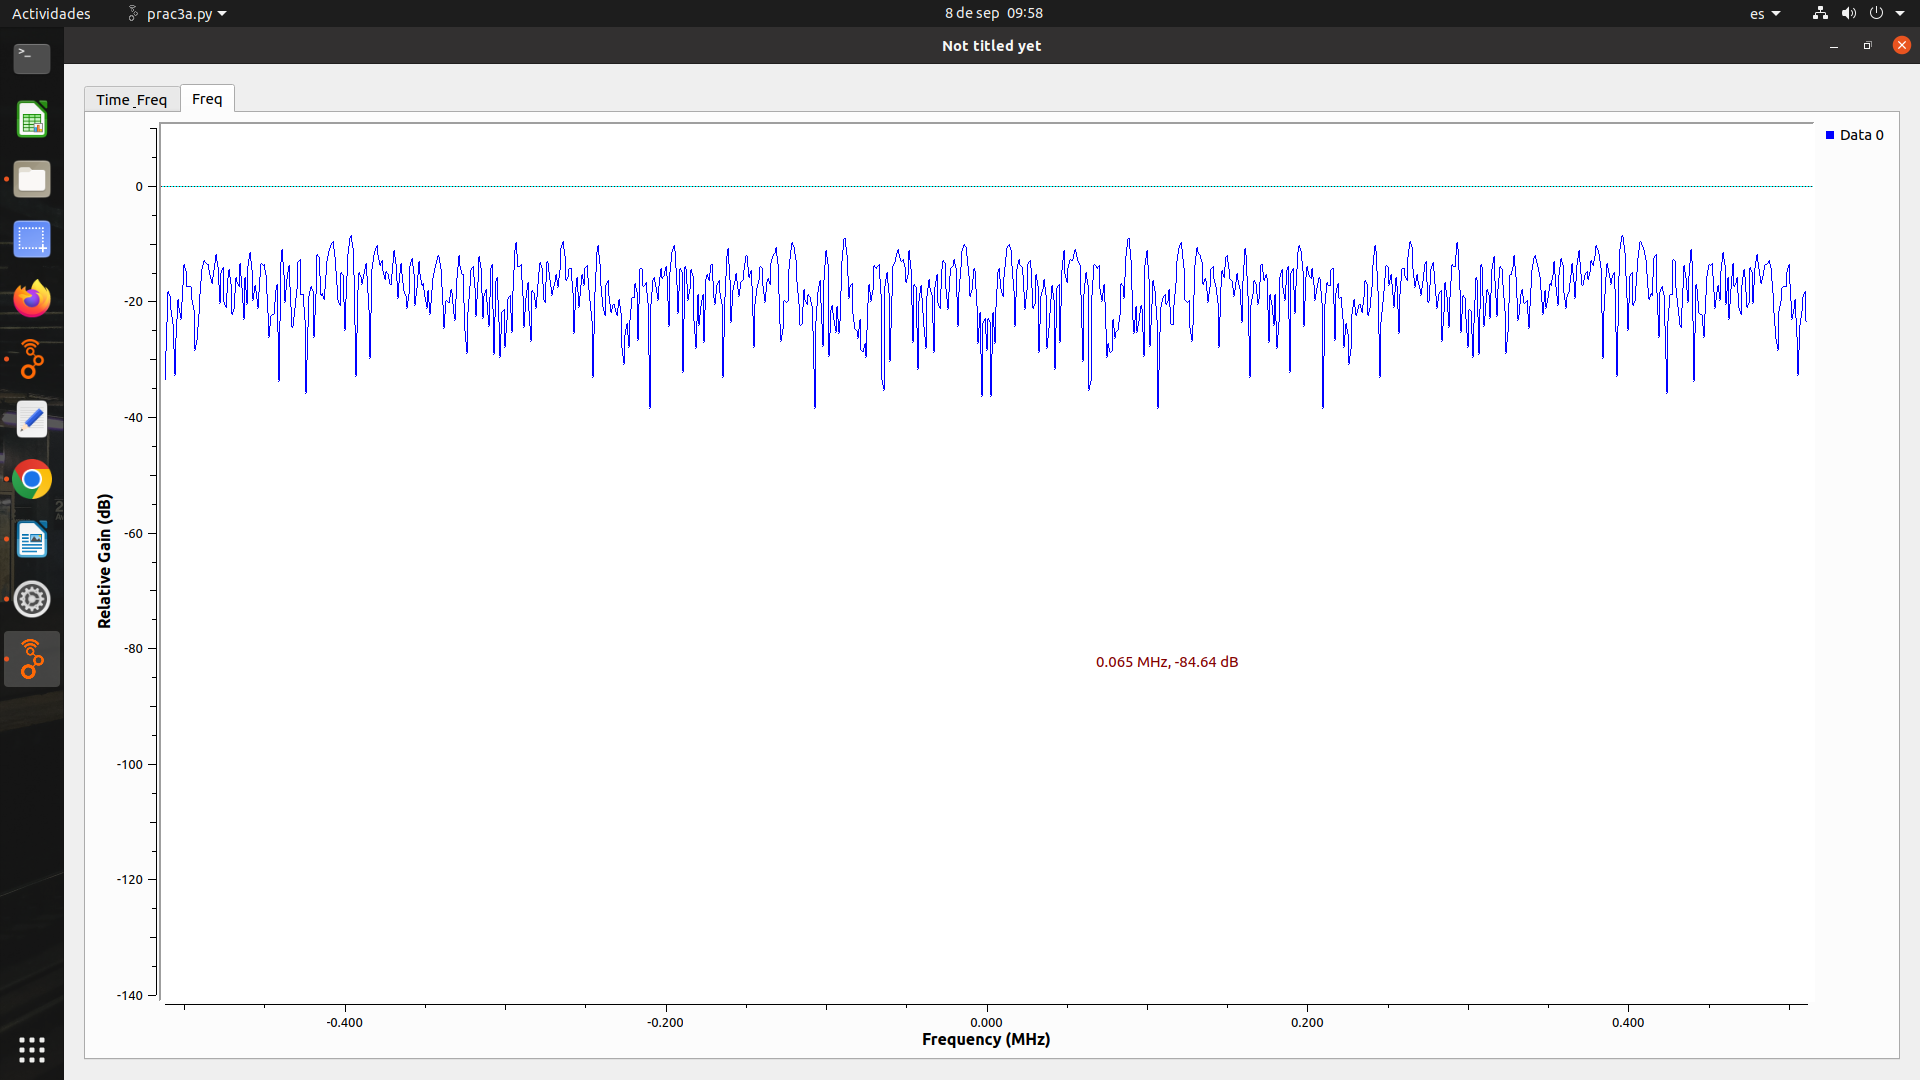 Actividades
prac3a.py
8 de sep 09:58
es
Not titled yet
Time_Freq
Freq
Data 0
0
-20
-40
-60
-80
-100
-120
-140
Relative Gain (dB)
0.065 MHz, -84.64 dB
-0.400
-0.200
0.000
0.200
0.400
Frequency (MHz)